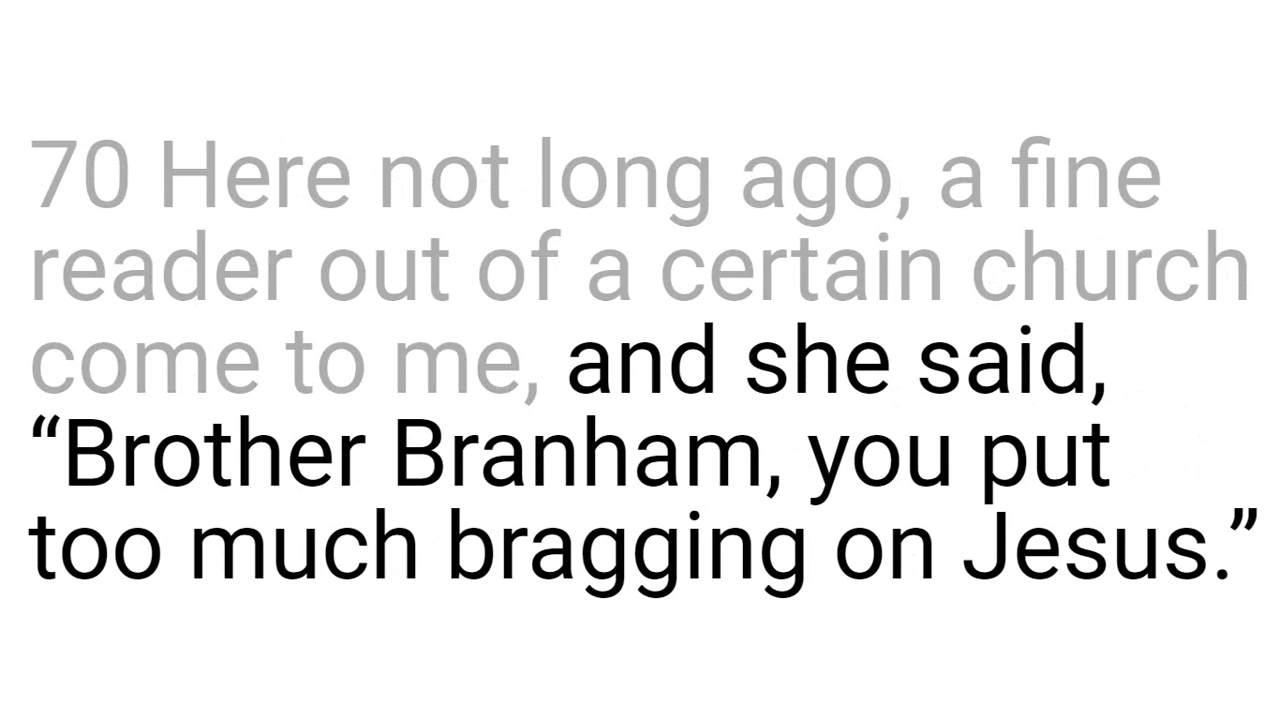 70 Here not long ago, a fine
reader out of a certain church
come to me, and she said,
“Brother Branham, you put
too much bragging on Jesus.”